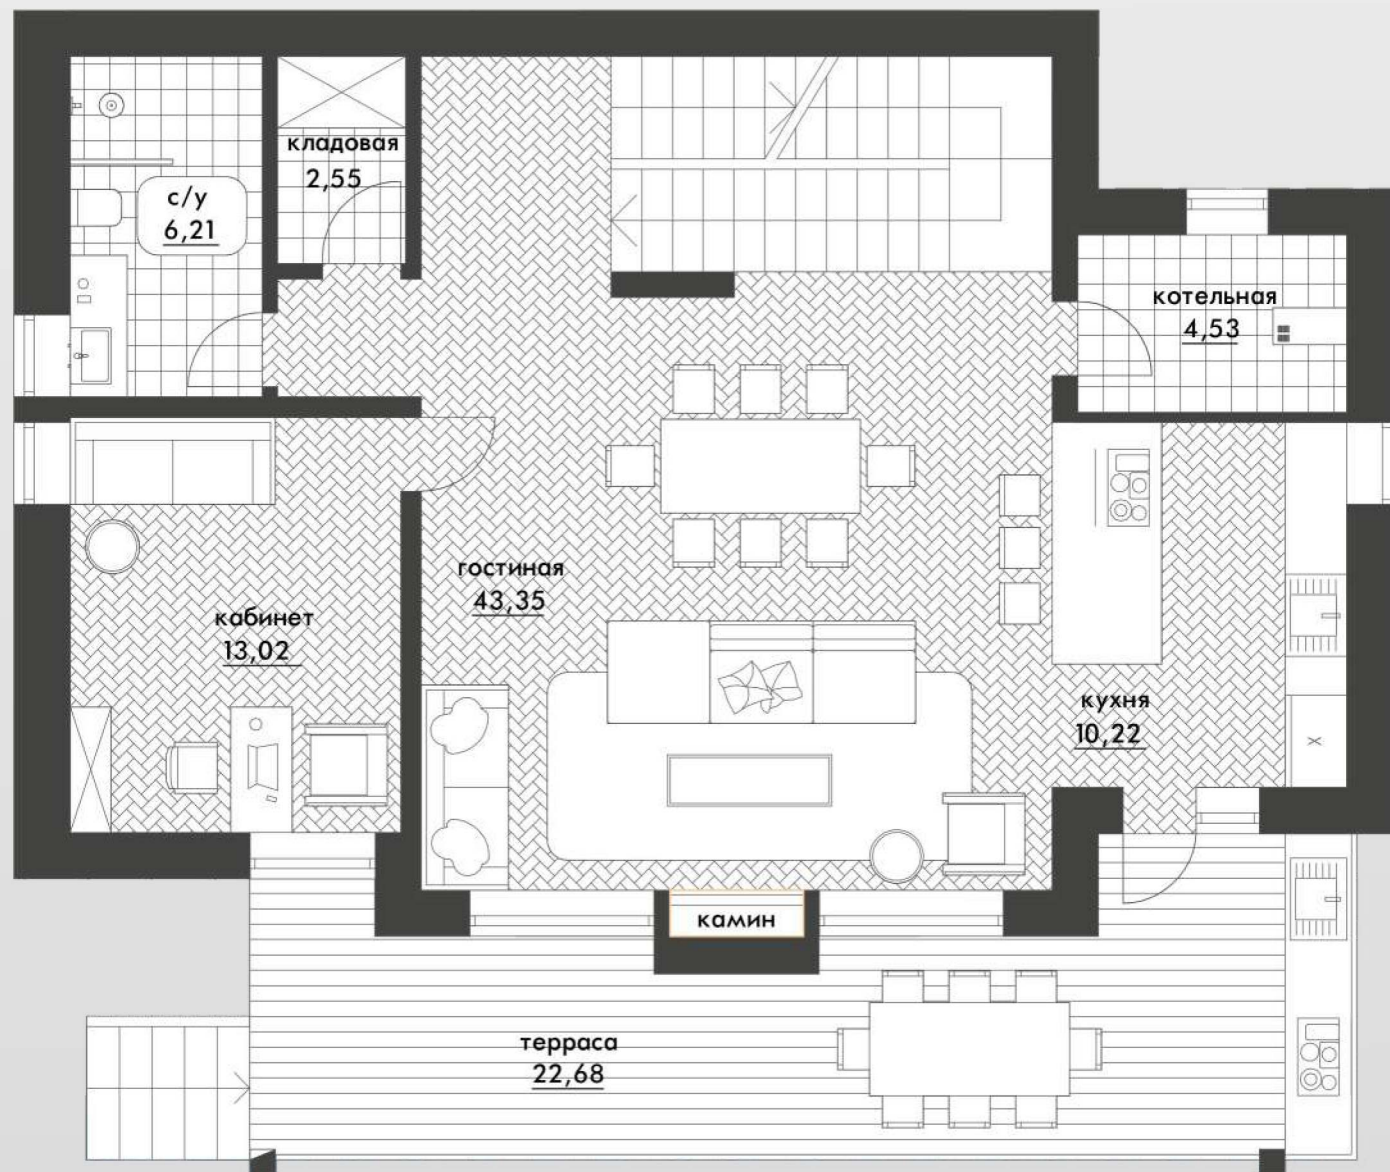 кладовая
2,55
с/у
6,21
котельная
4,53
гостиная
43,35
кабинет
13,02
кухня
10,22
камин
терраса
22,68